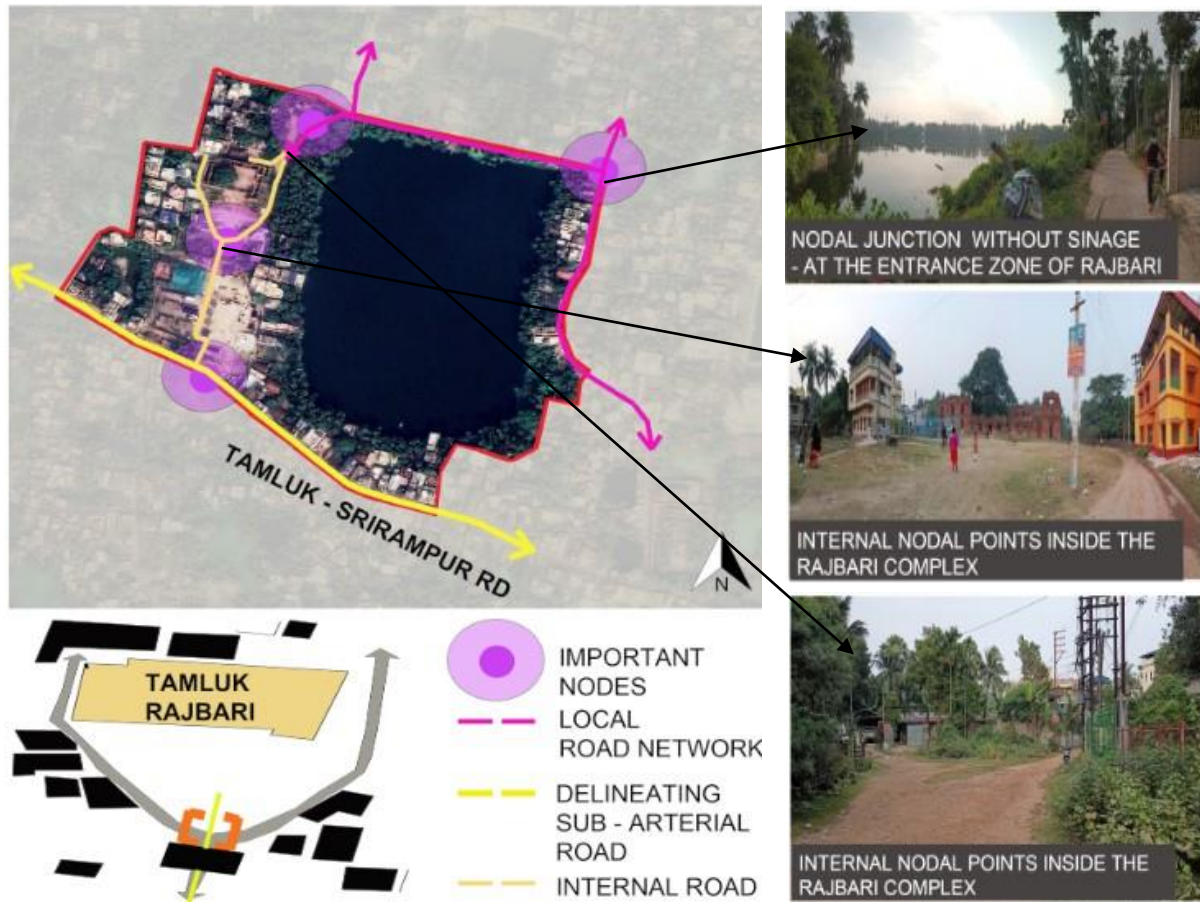 TAMLUK - SRIRAMPUR RD
N
TAMLUK
RAJBARI
IMPORTANT
NODES
LOCAL
ROAD NETWORK
DELINEATING
SUB - ARTERIAL
ROAD
INTERNAL ROAD
NODAL JUNCTION WITHOUT SINAGE
- AT THE ENTRANCE ZONE OF RAJBARI
INTERNAL NODAL POINTS INSIDE THE
RAJBARI COMPLEX
INTERNAL NODAL POINTS INSIDE THE
RAJBARI COMPLEX